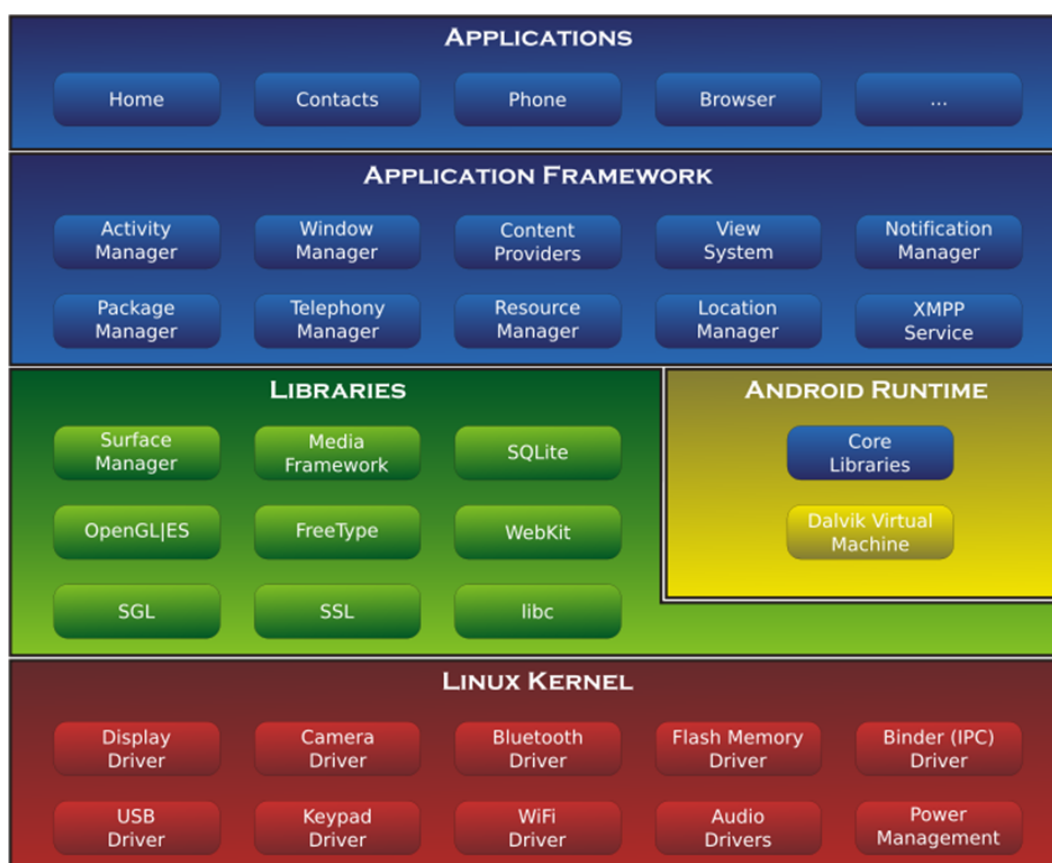 APPLICATIONS
Home
Contacts
Phone
Browser
...
APPLICATION FRAMEWORK
Activity
Manager
Window
Manager
Content
Providers
View
System
Notification
Manager
Package
Manager
Telephony
Manager
Resource
Manager
Location
Manager
XMPP
Service
LIBRARIES
Surface
Manager
Media
Framework
SQLite
OpenGL|ES
FreeType
WebKit
SGL
SSL
libc
ANDROID RUNTIME
Core
Libraries
Dalvik Virtual
Machine
LINUX KERNEL
Display
Driver
Camera
Driver
Bluetooth
Driver
Flash Memory
Driver
Binder (IPC)
Driver
USB
Driver
Keypad
Driver
WiFi
Driver
Audio
Drivers
Power
Management